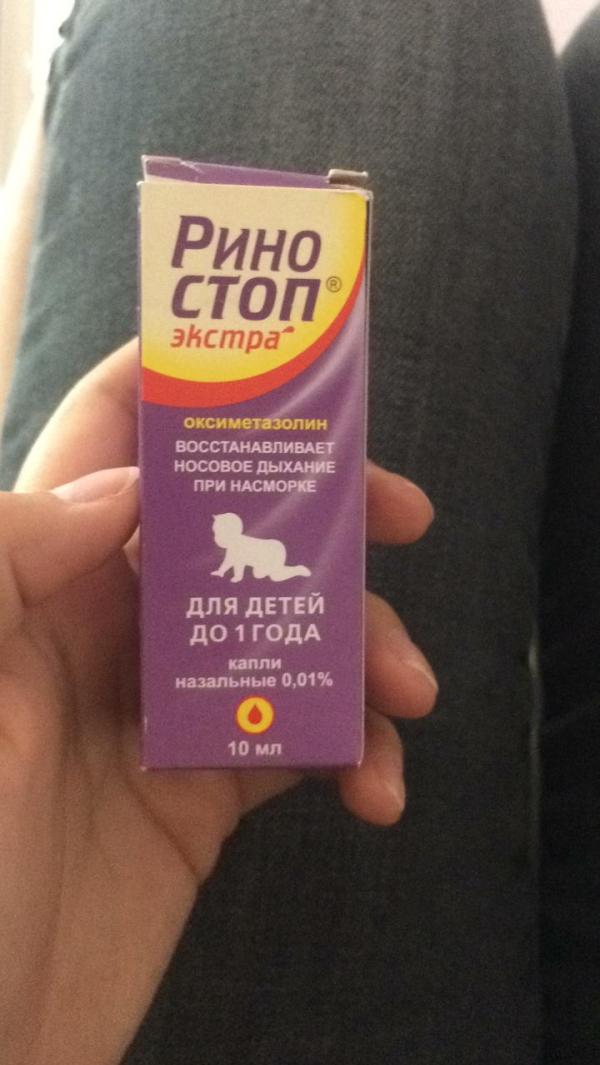 Рино
стоп®
экстра
оксиметазолин
ВОССТАНАВЛИВАЕТ
НОСОВОЕ ДЫХАНИЕ
ПРИ НАСМОРКЕ
ДЛЯ ДЕТЕЙ
ДО 1 ГОДА
капли
назальные 0,01%
10 мл